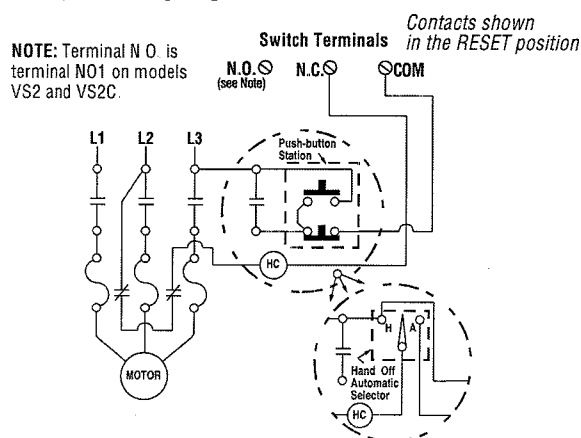 Contacts shown
in the RESET position
Switch Terminals
NOTE: Terminal N O. is
terminal NO1 on models
VS2 and VS2C.
N.O.
(see Note)
N.C.
COM
L1
L2
L3
Push-button
Station
HC
MOTOR
H
A
Hand Off
Automatic
Selector
HC